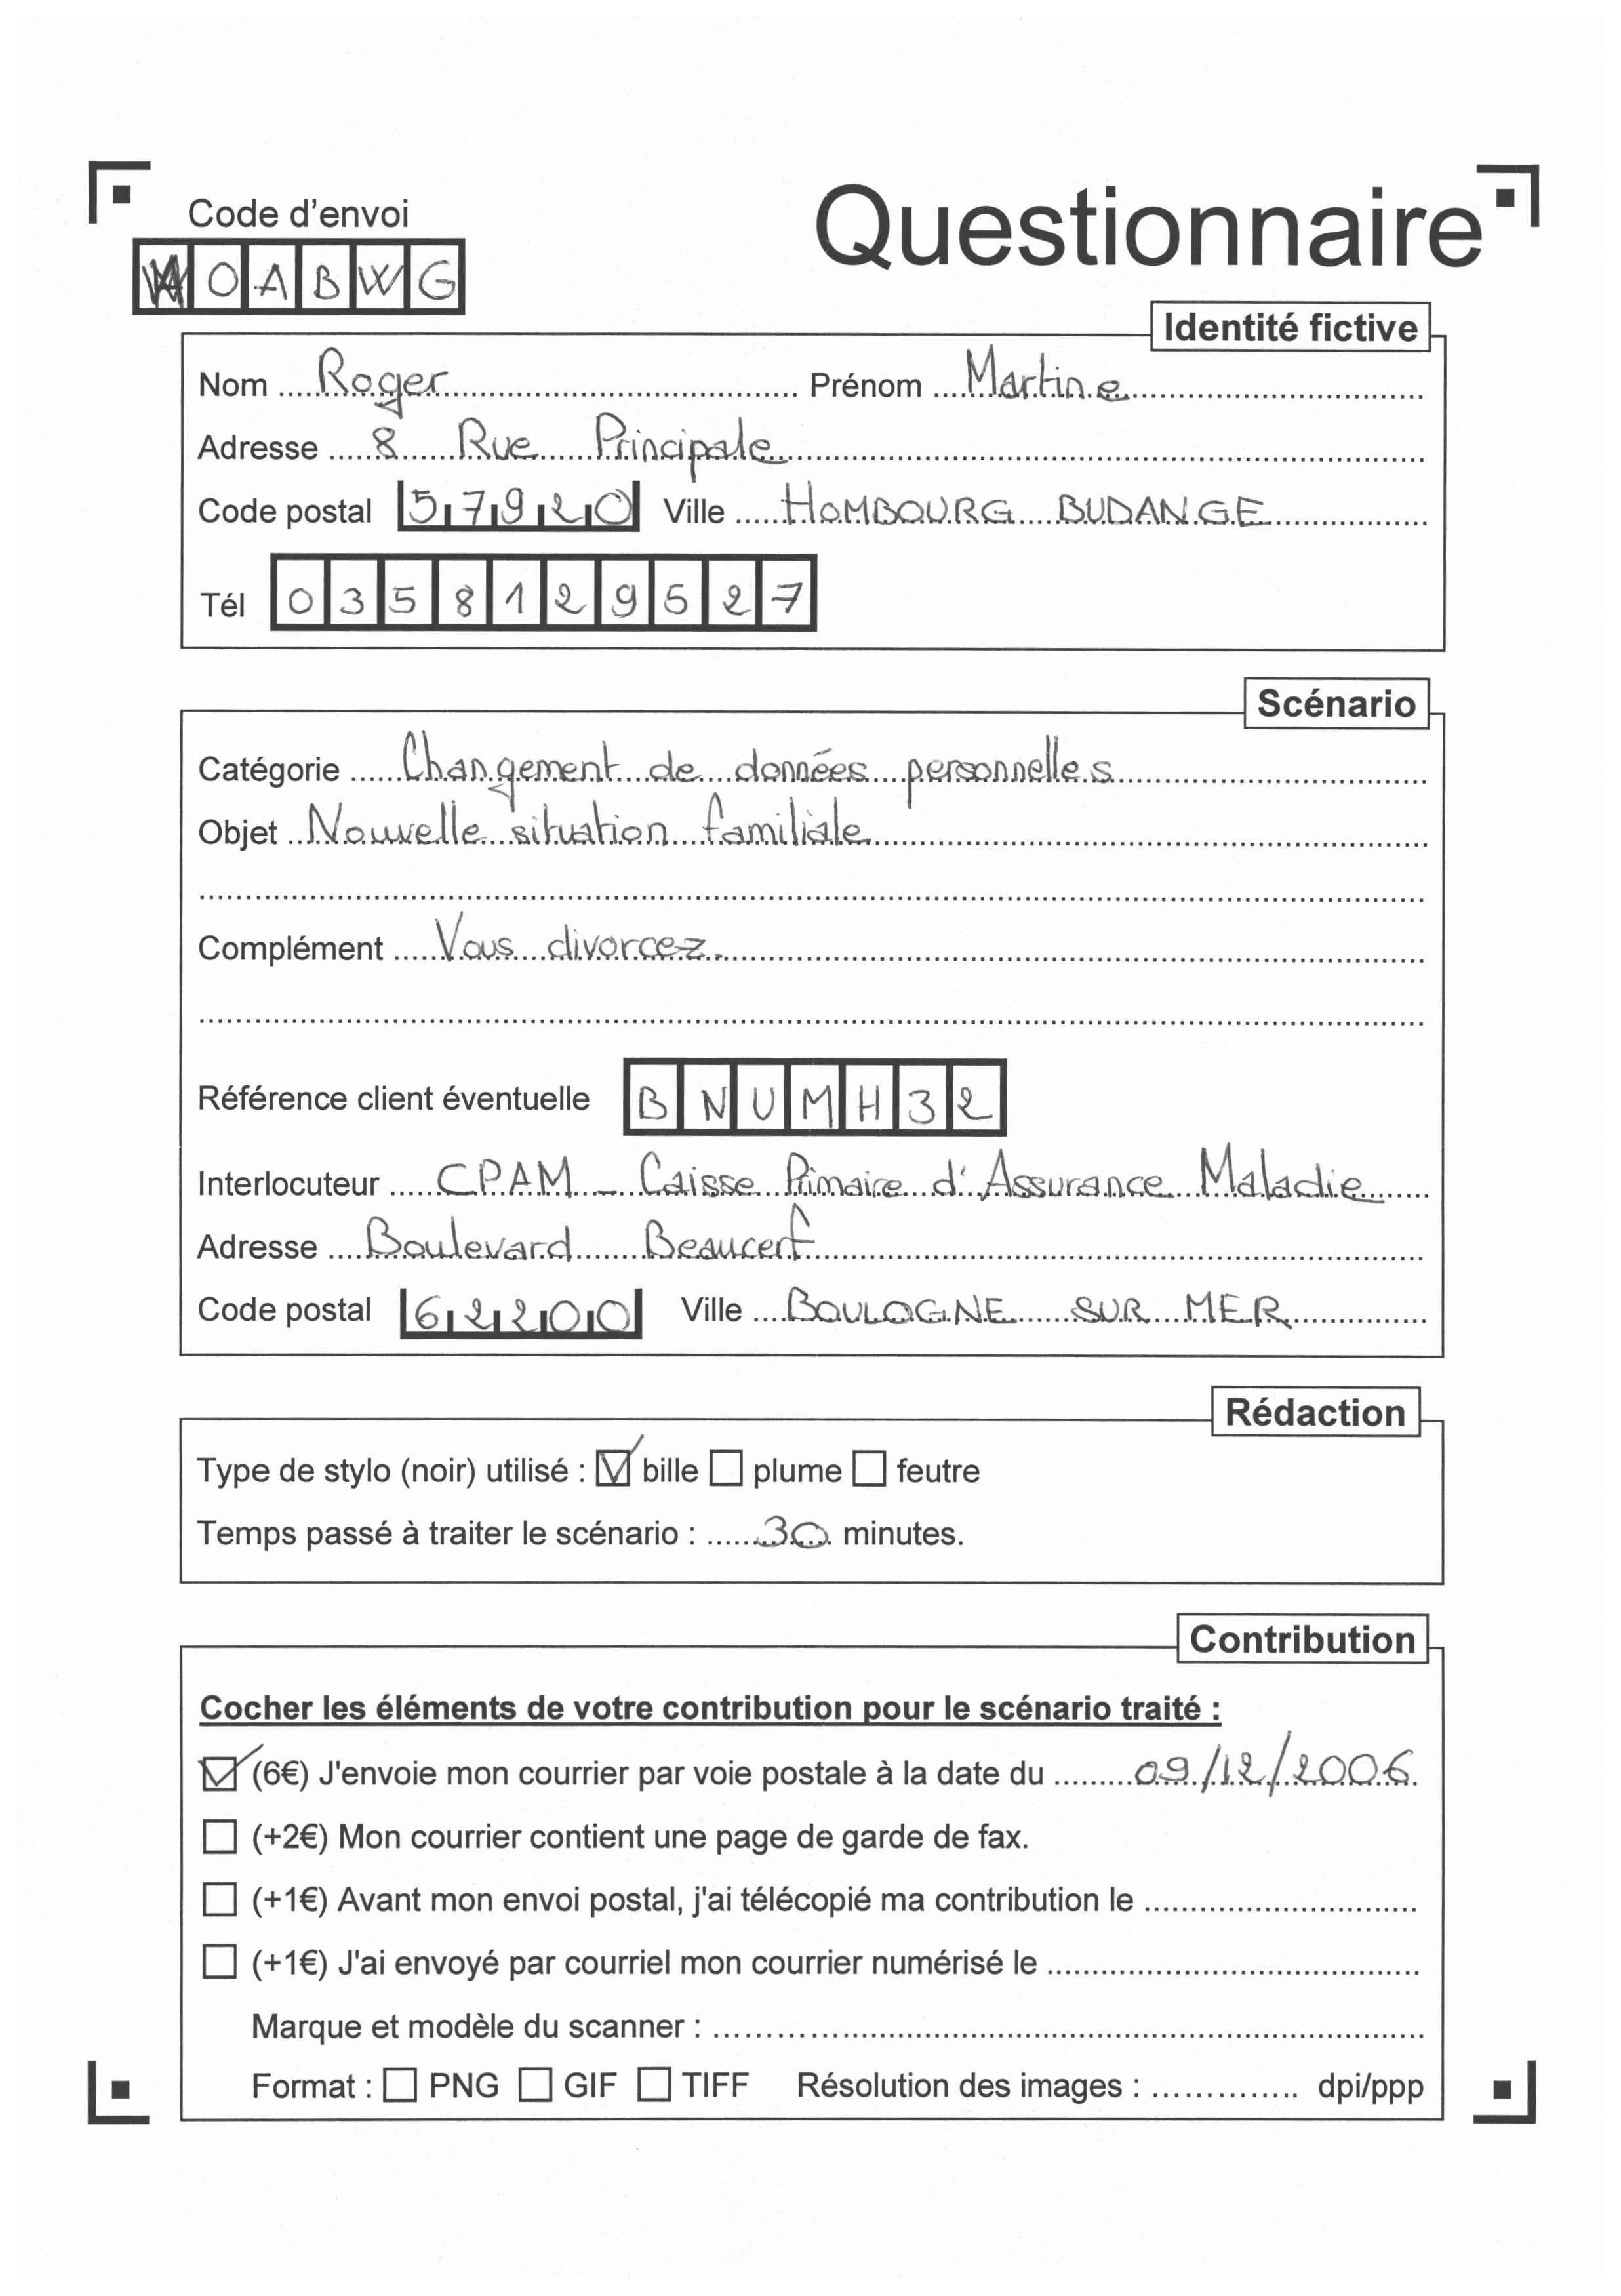 Code d'envoi
Questionnaire
O A B W G
Identité fictive
Nom Roger Prénom Martine
Adresse 8 Rue Principale
Code postal 57920 Ville HOMBOURG BUDANGE
Tél 0358129527
Scénario
Catégorie Changement de données personnelles
Objet Nouvelle situation familiale
Complément Vous divorcez.
Référence client éventuelle BNUMH32
Interlocuteur CPAM - Caisse Primaire d'Assurance Maladie
Adresse Boulevard Beaucerf
Code postal 62200 Ville BOULOGNE SUR MER
Rédaction
Type de stylo (noir) utilisé : bille plume feutre
Temps passé à traiter le scénario : 30 minutes.
Contribution
Cocher les éléments de votre contribution pour le scénario traité :
(6€) J'envoie mon courrier par voie postale à la date du 09/12/2006
(+2€) Mon courrier contient une page de garde de fax.
(+1€) Avant mon envoi postal, j'ai télécopié ma contribution le
(+1€) J'ai envoyé par courriel mon courrier numérisé le
Marque et modèle du scanner :
Format : PNG GIF TIFF Résolution des images : dpi/ppp